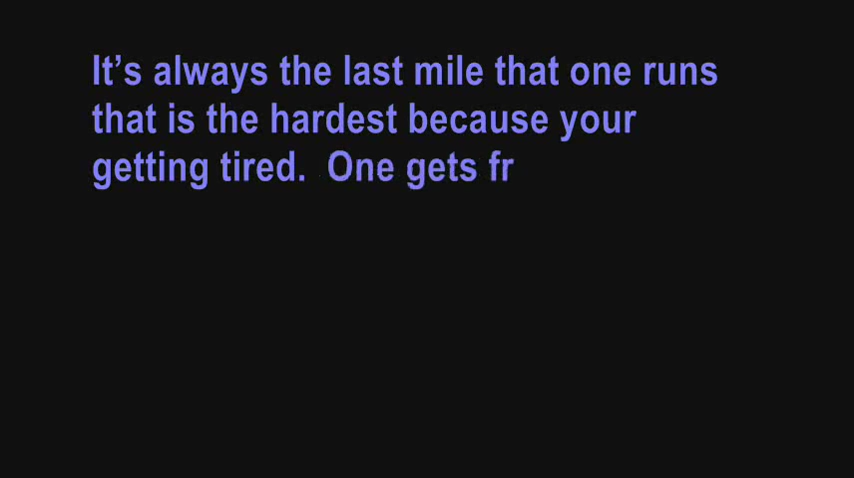 It’s always the last mile that one runs
that is the hardest because your
getting tired.  One gets fr